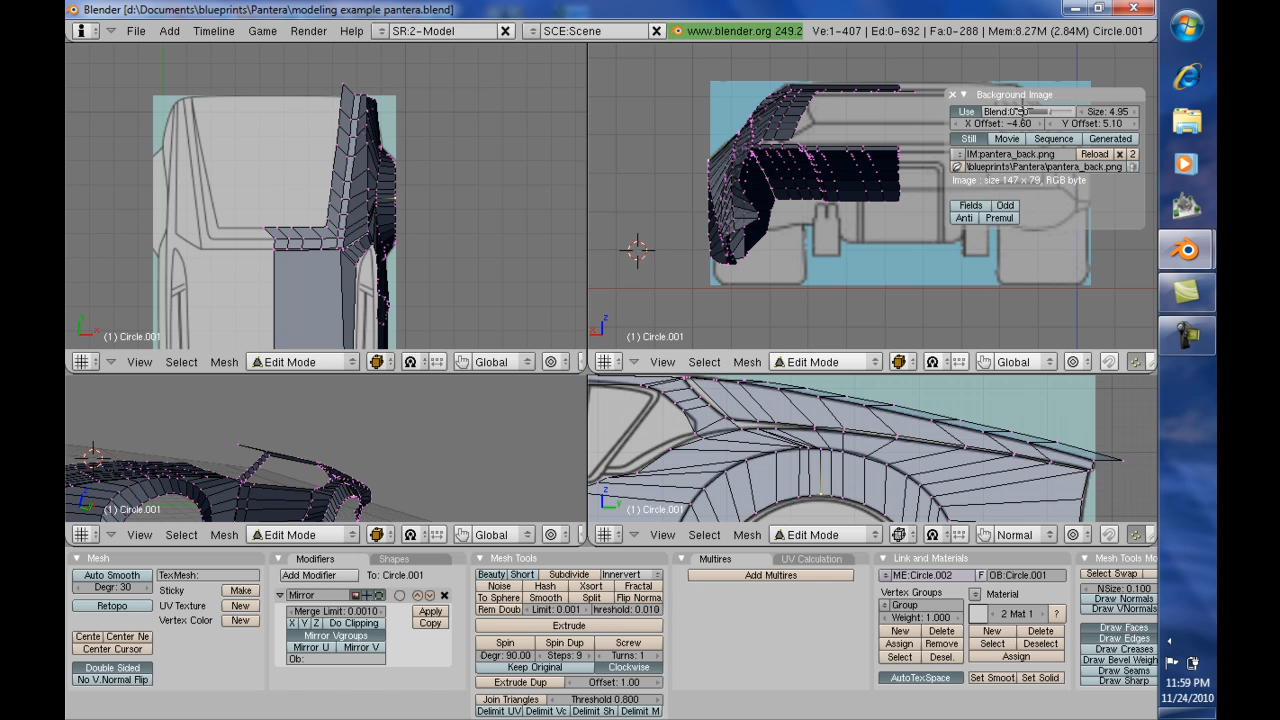 Blender [d:\Documents\blueprints\Pantera\modeling example pantera.blend]
File Add Timeline Game Render Help SR:2-Model SCE:Scene www.blender.org 249.2 Ve:1-407 | Ed:0-692 | Fa:0-288 | Mem:8.27M (2.84M) Circle.001
Background Image
Use Size: 4.95
X Offset: -4.60 Y Offset: 5.10
Still Movie Sequence Generated
IM:pantera_back.png Reload 2
\blueprints\Pantera\pantera_back.png
Image : size 147 x 79, RGB byte
Fields Odd
Anti Premul
(1) Circle.001
(1) Circle.001
View Select Mesh Edit Mode Global
View Select Mesh Edit Mode Global
(1) Circle.001
(1) Circle.001
View Select Mesh Edit Mode Global
View Select Mesh Edit Mode Normal
Mesh
Auto Smooth
Degr: 30
Retopo
Cente Center Ne
Center Cursor
Double Sided
No V.Normal Flip
TexMesh:
Sticky Make
UV Texture New
Vertex Color New
Modifiers Shapes
Add Modifier To: Circle.001
Mirror
Merge Limit: 0.0010 Apply
X Y Z Do Clipping Copy
Mirror Vgroups
Mirror U Mirror V
Ob:
Mesh Tools
Beauty Short Subdivide Innervert
Noise Hash Xsort Fractal
To Sphere Smooth Split Flip Norma
Rem Doub Limit: 0.001 hreshold: 0.010
Extrude
Spin Spin Dup Screw
Degr: 90.00 Steps: 9 Turns: 1
Keep Original Clockwise
Extrude Dup Offset: 1.00
Join Triangles Threshold 0.800
Delimit UV Delimit Vc Delimit Sh Delimit M
Multires UV Calculation
Add Multires
Link and Materials
ME:Circle.002 F OB:Circle.001
Vertex Groups
Group
Weight: 1.000
New Delete
Assign Remove
Select Desel.
AutoTexSpace
Material
2 Mat 1 ?
New Delete
Select Deselect
Assign
Set Smoot Set Solid
Mesh Tools Mo
Select Swap
NSize: 0.100
Draw Normals
Draw VNormals
Draw Faces
Draw Edges
Draw Creases
Draw Bevel Weigh
Draw Seams
Draw Sharp
11:59 PM
11/24/2010